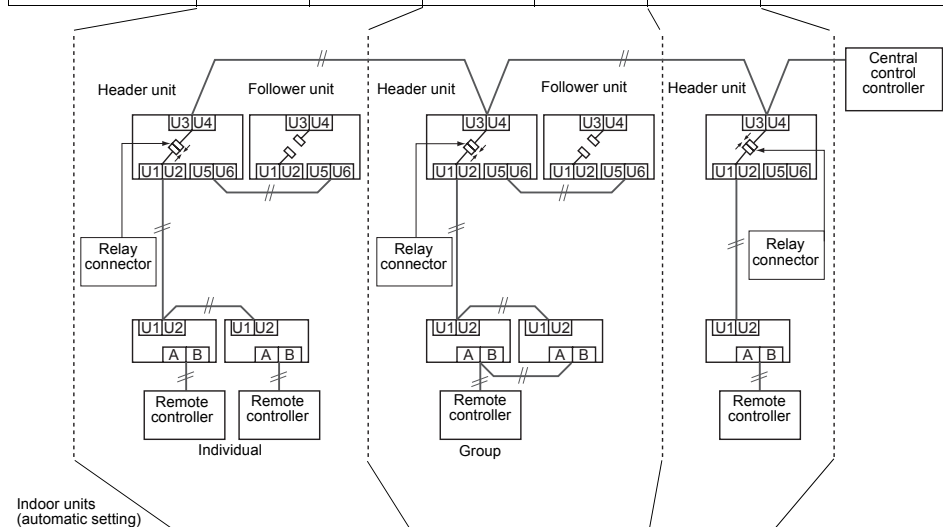 Central
control
controller
Header unit
Follower unit
Header unit
Follower unit
Header unit
U3 U4
U3 U4
U3 U4
U3 U4
U3 U4
U1 U2 U5 U6
U1 U2 U5 U6
U1 U2 U5 U6
U1 U2 U5 U6
U1 U2 U5 U6
Relay
connector
Relay
connector
Relay
connector
U1 U2
U1 U2
U1 U2
U1 U2
U1 U2
A B
A B
A B
A B
A B
Remote
controller
Remote
controller
Remote
controller
Remote
controller
Individual
Group
Indoor units
(automatic setting)